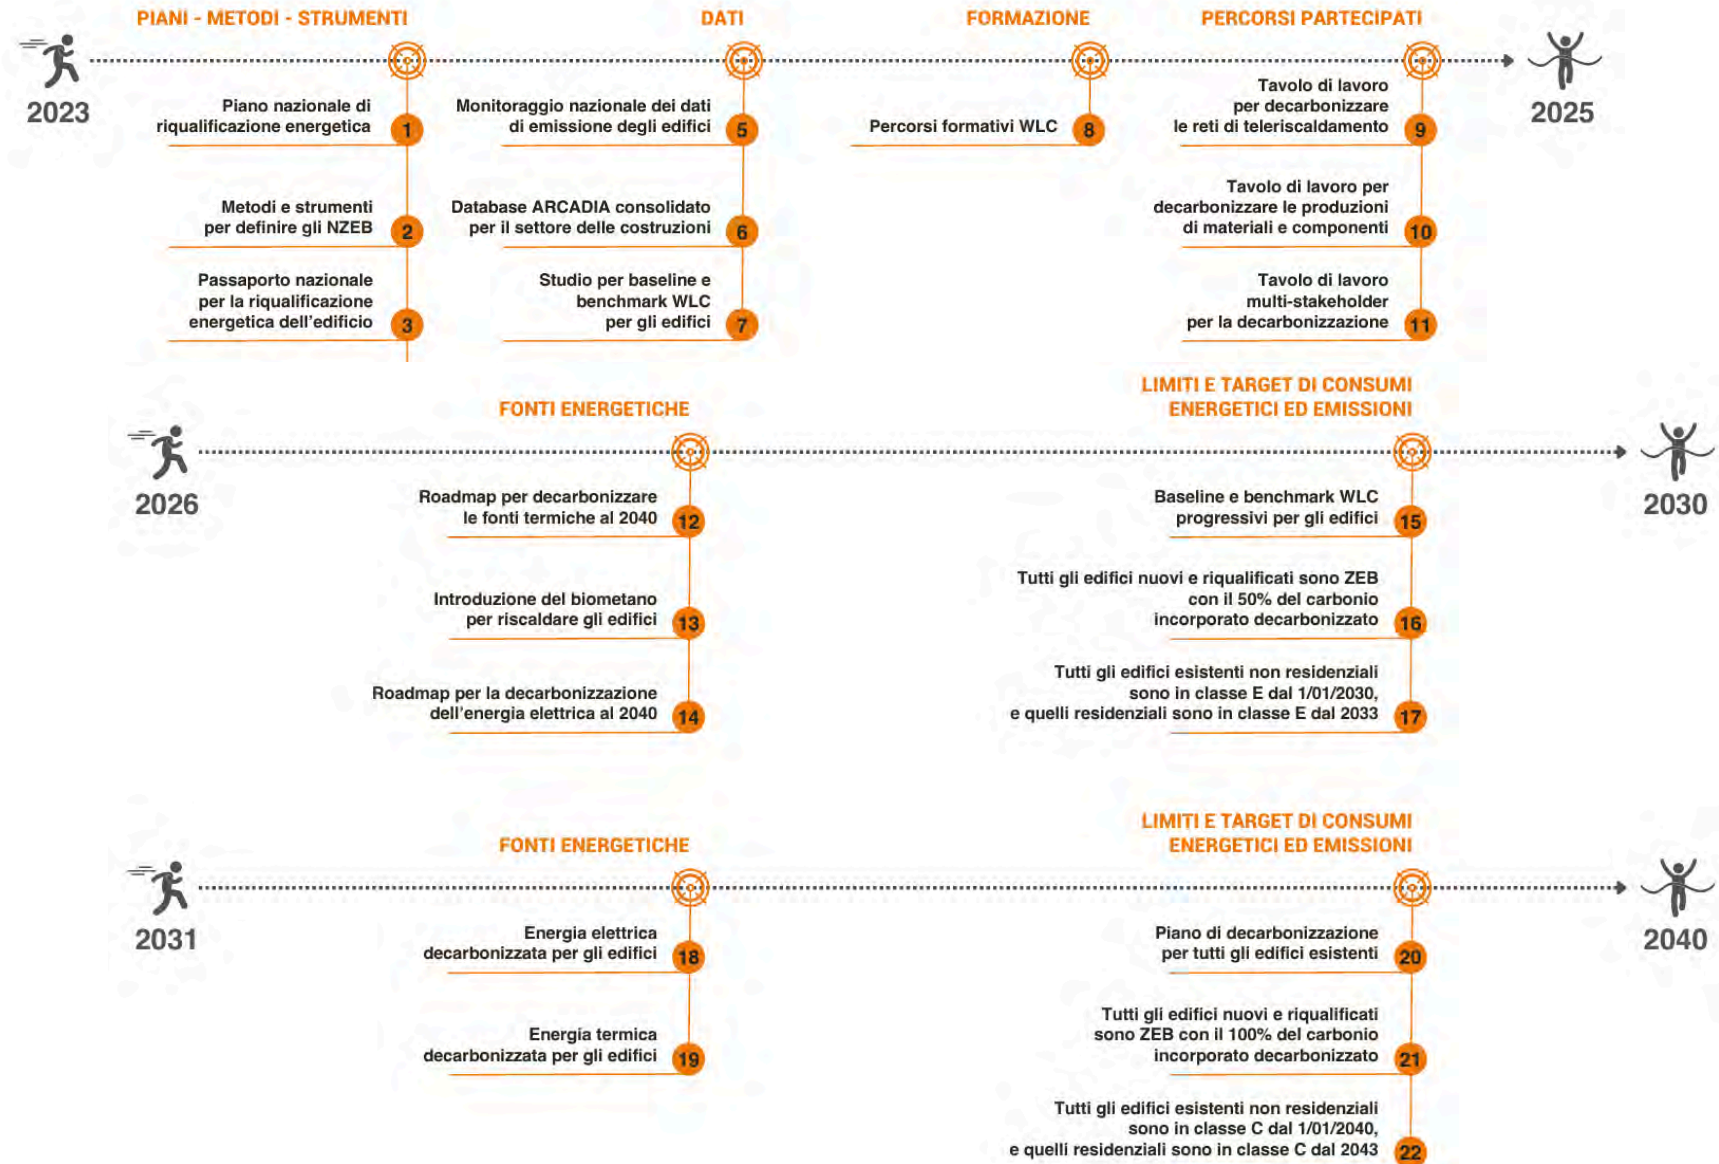 PIANI - METODI - STRUMENTI
DATI
FORMAZIONE
PERCORSI PARTECIPATI
2023
2025
Piano nazionale di
riqualificazione energetica
1
Metodi e strumenti
per definire gli NZEB
2
Passaporto nazionale
per la riqualificazione
energetica dell'edificio
3
Monitoraggio nazionale dei dati
di emissione degli edifici
5
Database ARCADIA consolidato
per il settore delle costruzioni
6
Studio per baseline e
benchmark WLC
per gli edifici
7
Percorsi formativi WLC
8
Tavolo di lavoro
per decarbonizzare
le reti di teleriscaldamento
9
Tavolo di lavoro per
decarbonizzare le produzioni
di materiali e componenti
10
Tavolo di lavoro
multi-stakeholder
per la decarbonizzazione
11
FONTI ENERGETICHE
LIMITI E TARGET DI CONSUMI
ENERGETICI ED EMISSIONI
2026
2030
Roadmap per decarbonizzare
le fonti termiche al 2040
12
Introduzione del biometano
per riscaldare gli edifici
13
Roadmap per la decarbonizzazione
dell'energia elettrica al 2040
14
Baseline e benchmark WLC
progressivi per gli edifici
15
Tutti gli edifici nuovi e riqualificati sono ZEB
con il 50% del carbonio
incorporato decarbonizzato
16
Tutti gli edifici esistenti non residenziali
sono in classe E dal 1/01/2030,
e quelli residenziali sono in classe E dal 2033
17
FONTI ENERGETICHE
LIMITI E TARGET DI CONSUMI
ENERGETICI ED EMISSIONI
2031
2040
Energia elettrica
decarbonizzata per gli edifici
18
Energia termica
decarbonizzata per gli edifici
19
Piano di decarbonizzazione
per tutti gli edifici esistenti
20
Tutti gli edifici nuovi e riqualificati
sono ZEB con il 100% del carbonio
incorporato decarbonizzato
21
Tutti gli edifici esistenti non residenziali
sono in classe C dal 1/01/2040,
e quelli residenziali sono in classe C dal 2043
22